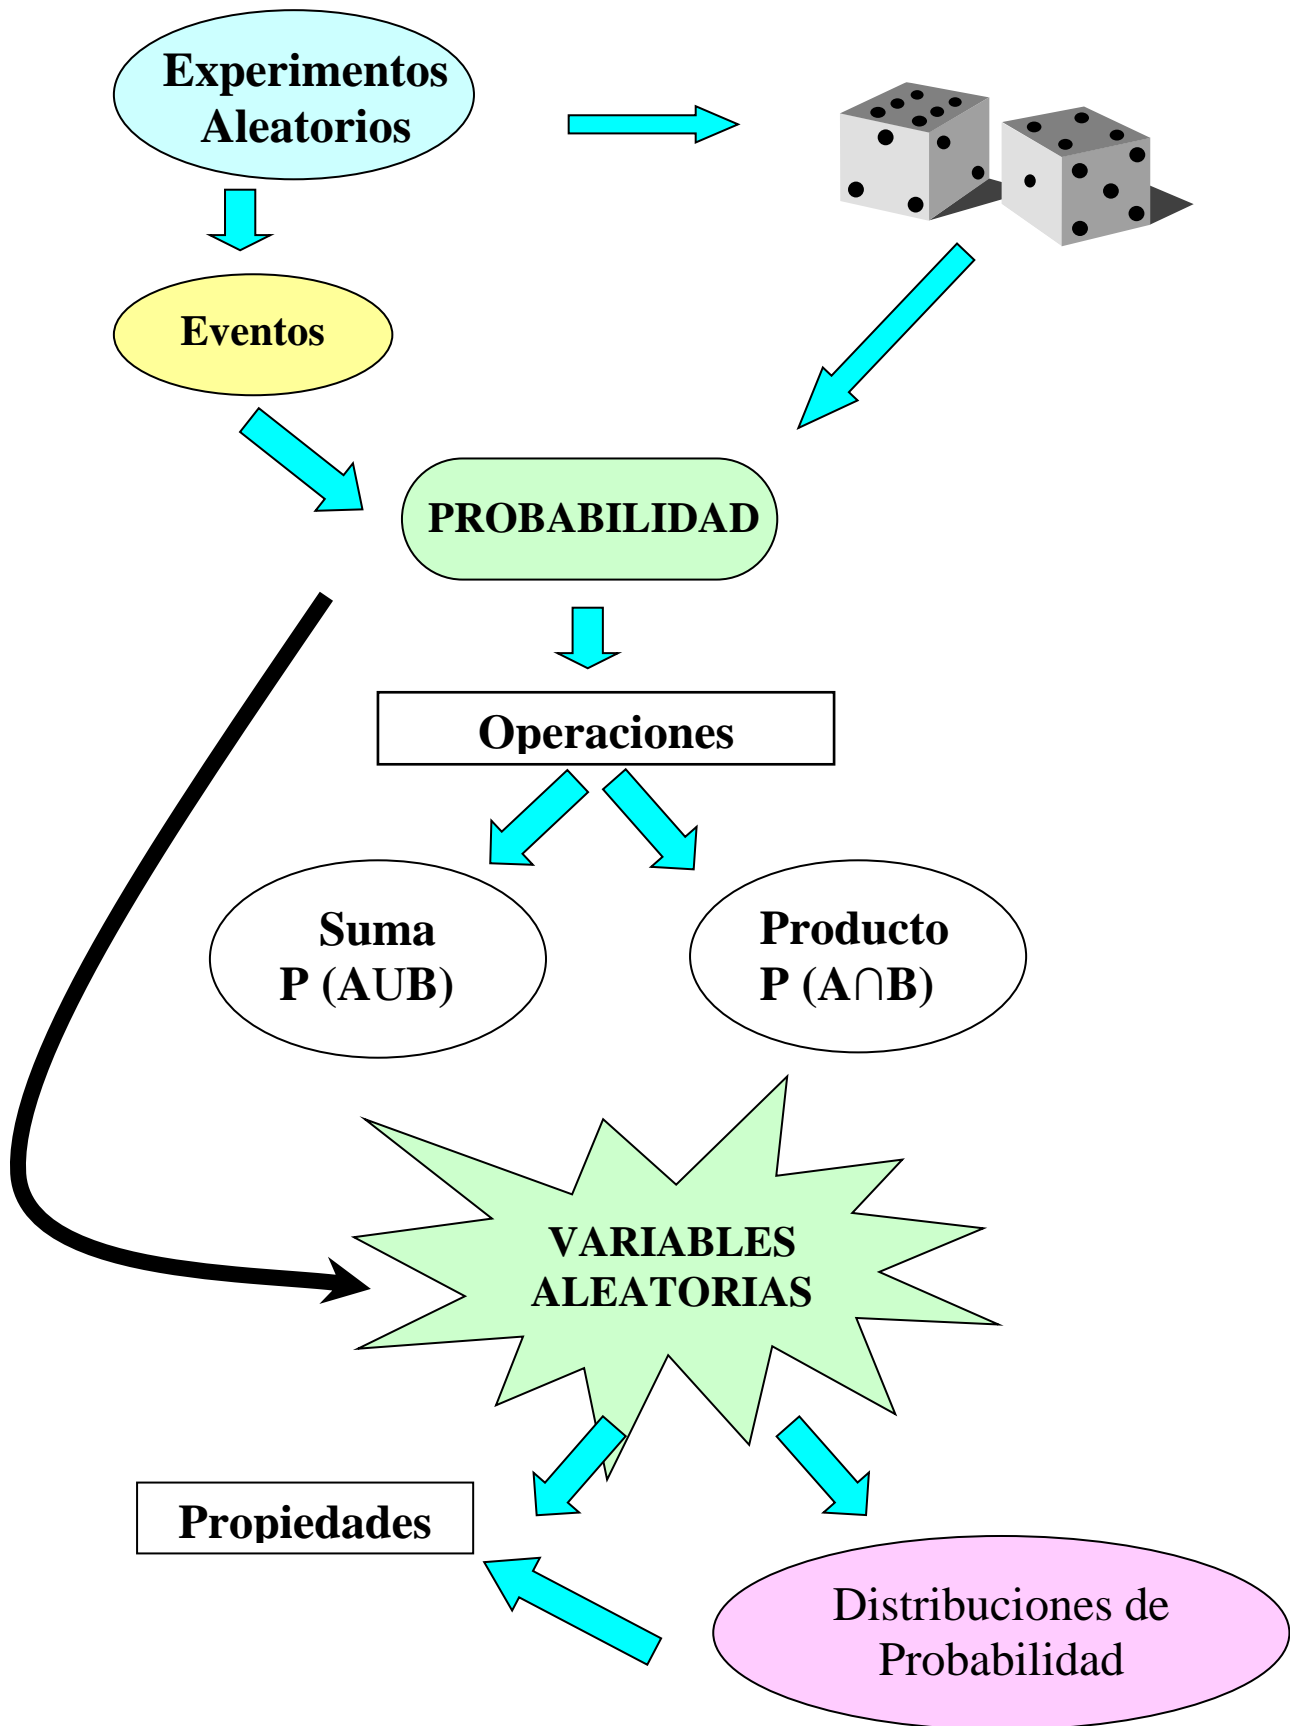 Experimentos
Aleatorios
Eventos
PROBABILIDAD
Operaciones
Suma
P (AUB)
Producto
P (A∩B)
VARIABLES
ALEATORIAS
Propiedades
Distribuciones de
Probabilidad